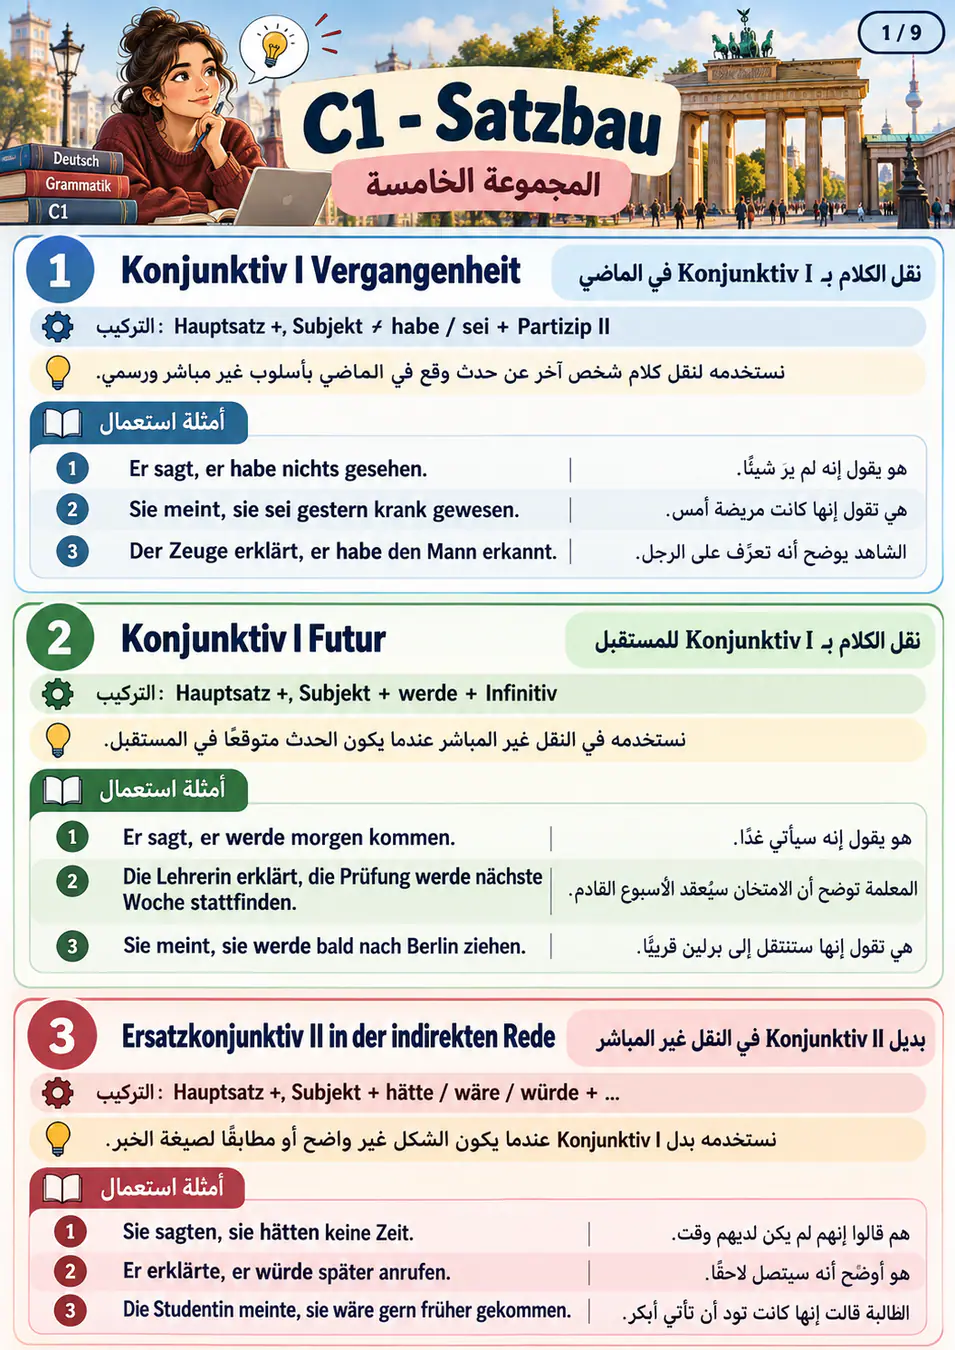 1 / 9
C1 - Satzbau
المجموعة الخامسة
Deutsch
Grammatik
C1
1 Konjunktiv I Vergangenheit نقل الكلام بـ Konjunktiv I في الماضي
التركيب: Hauptsatz +, Subjekt ≠ habe / sei + Partizip II
نستخدمه لنقل كلام شخص آخر عن حدث وقع في الماضي بأسلوب غير مباشر ورسمي.
أمثلة استعمال
1 Er sagt, er habe nichts gesehen. | هو يقول إنه لم يرَ شيئًا.
2 Sie meint, sie sei gestern krank gewesen. | هي تقول إنها كانت مريضة أمس.
3 Der Zeuge erklärt, er habe den Mann erkannt. | الشاهد يوضح أنه تعرَّف على الرجل.
2 Konjunktiv I Futur نقل الكلام بـ Konjunktiv I للمستقبل
التركيب: Hauptsatz +, Subjekt + werde + Infinitiv
نستخدمه في النقل غير المباشر عندما يكون الحدث متوقعًا في المستقبل.
أمثلة استعمال
1 Er sagt, er werde morgen kommen. | هو يقول إنه سيأتي غدًا.
2 Die Lehrerin erklärt, die Prüfung werde nächste
Woche stattfinden. | المعلمة توضح أن الامتخان سيُعقد الأسبوع القادم.
3 Sie meint, sie werde bald nach Berlin ziehen. | هي تقول إنها ستنتقل إلى برلين قريبًا.
3 Ersatzkonjunktiv II in der indirekten Rede بديل Konjunktiv II في النقل غير المباشر
التركيب: Hauptsatz +, Subjekt + hätte / wäre / würde + ...
نستخدمه بدل Konjunktiv I عندما يكون الشكل غير واضح أو مطابقًا لصيغة الخبر.
أمثلة استعمال
1 Sie sagten, sie hätten keine Zeit. | هم قالوا إنهم لم يكن لديهم وقت.
2 Er erklärte, er würde später anrufen. | هو أوضح أنه سيتصل لاحقًا.
3 Die Studentin meinte, sie wäre gern früher gekommen. | الطالبة قالت إنها كانت تود أن تأتي أبكر.